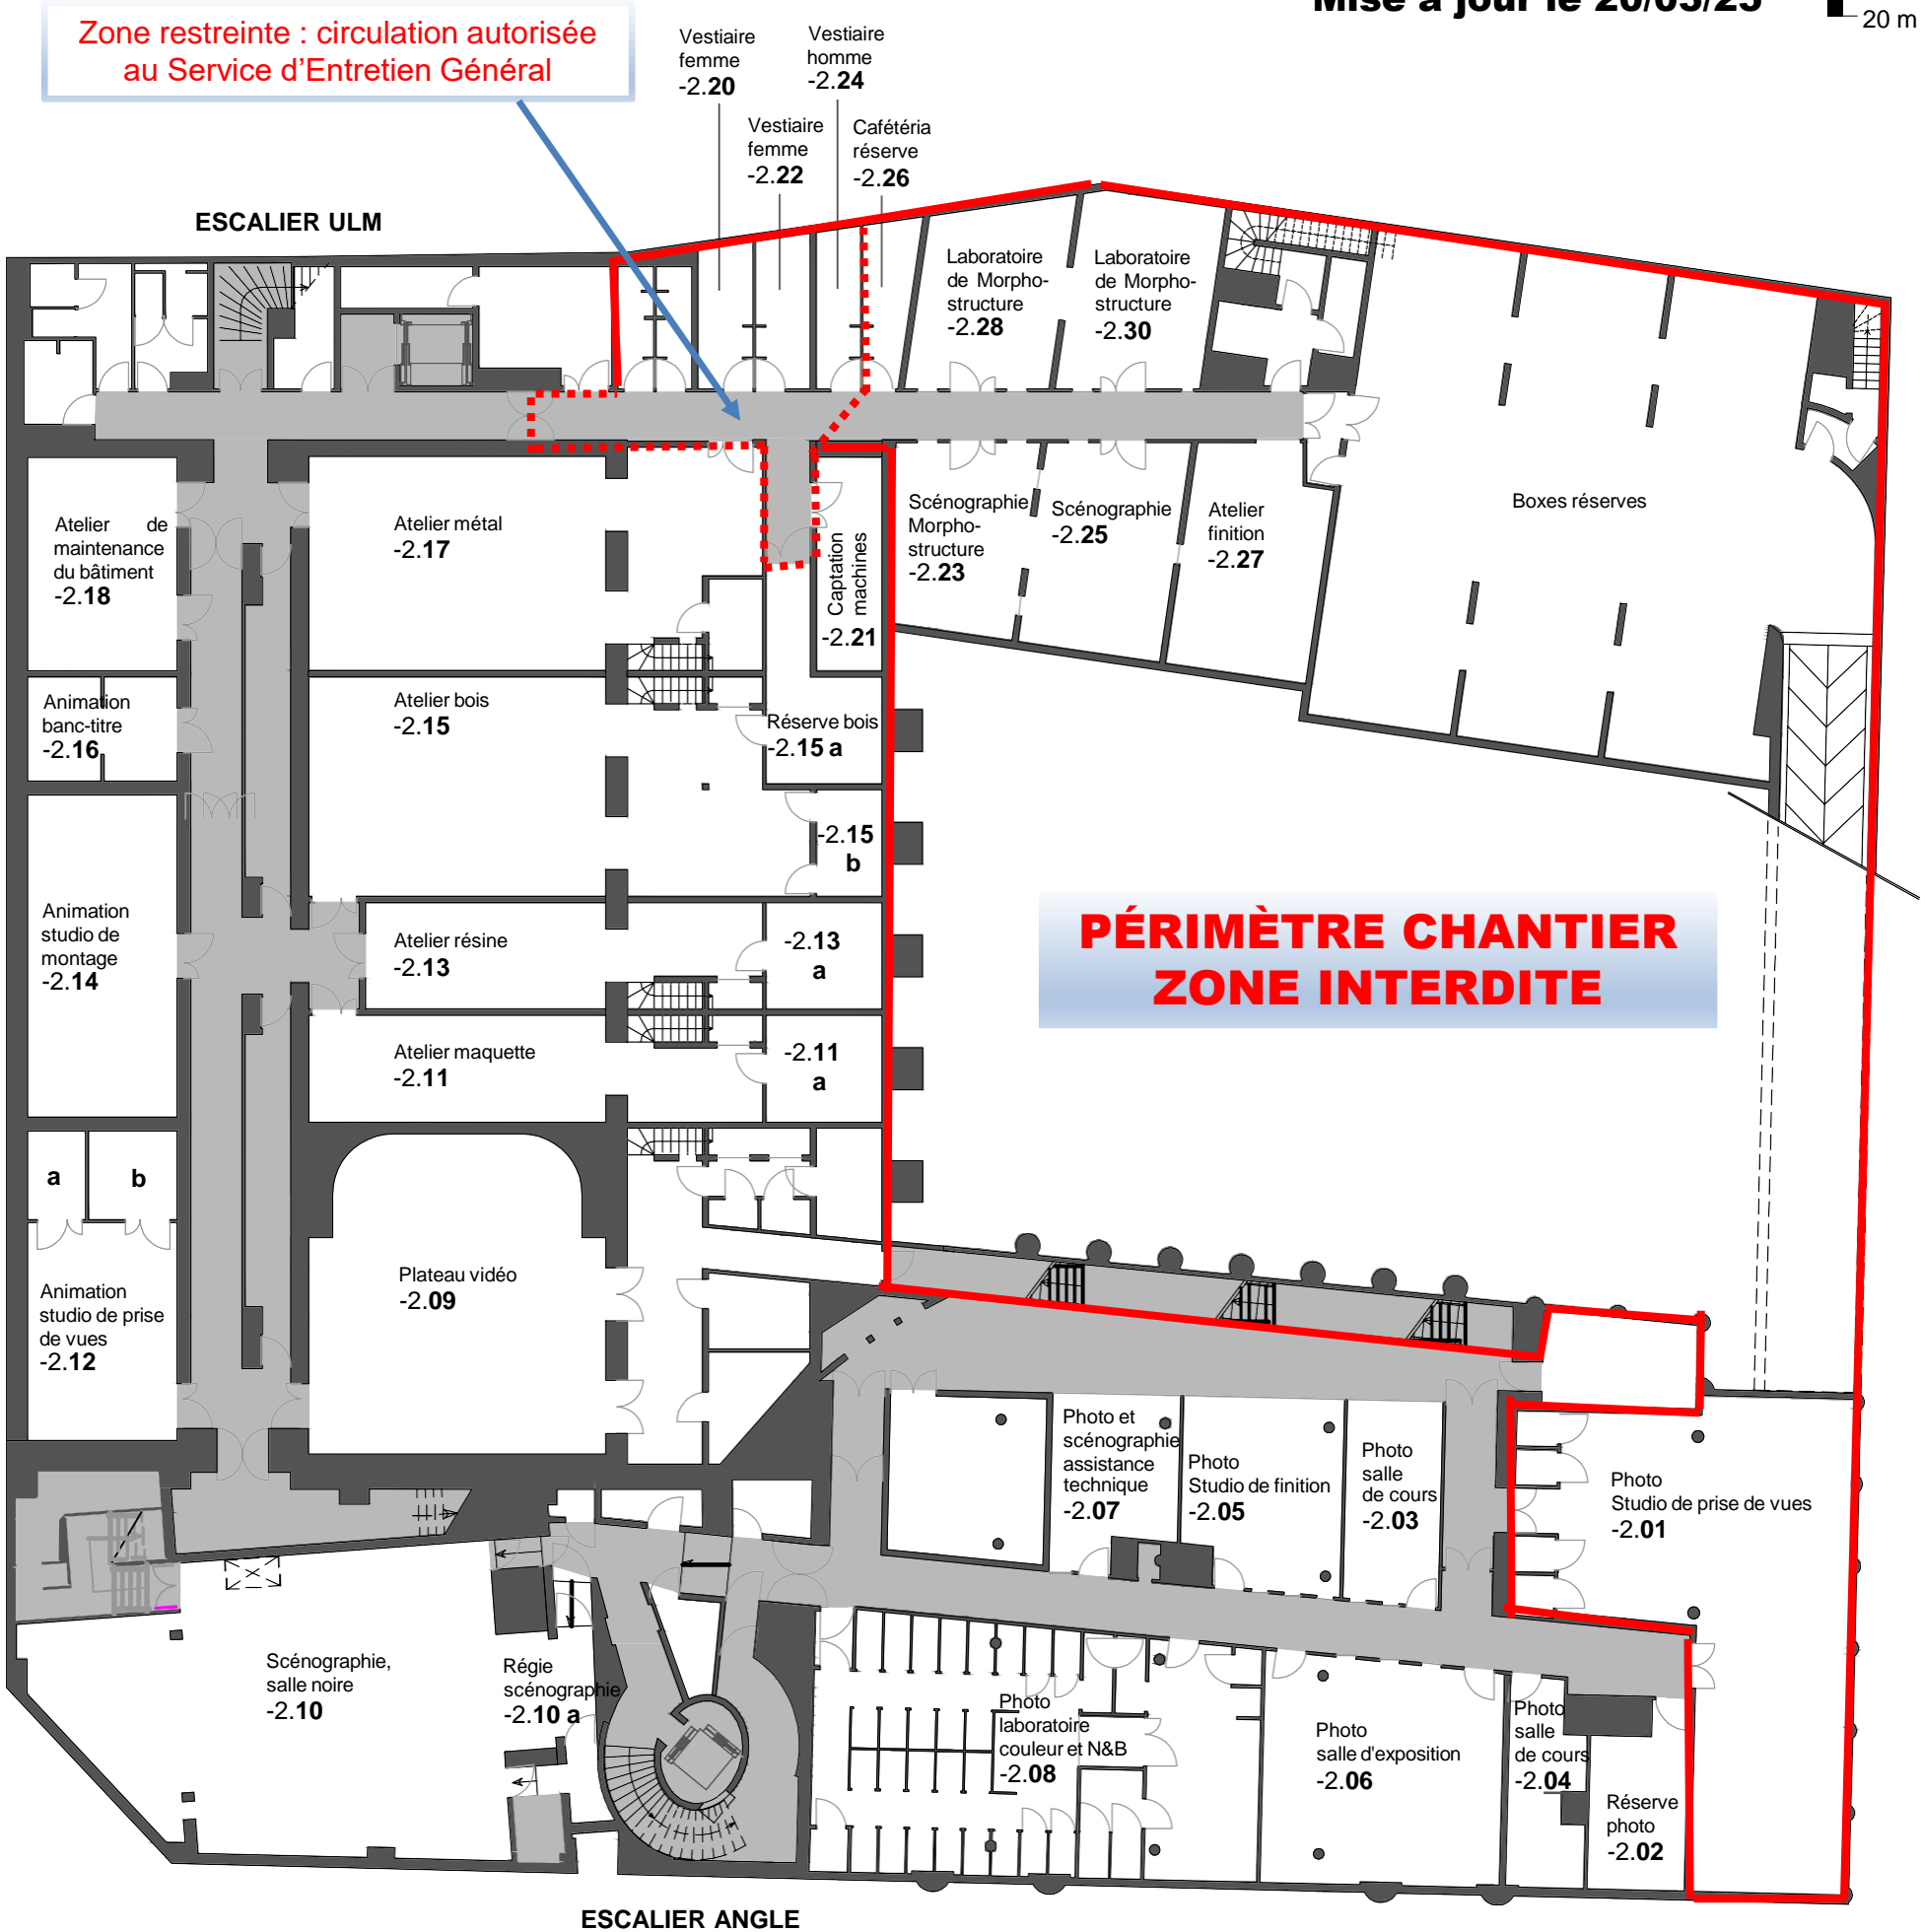 Mise à jour le 20/03/25
20 m
Zone restreinte : circulation autorisée
au Service d'Entretien Général
Vestiaire
femme
-2.20
Vestiaire
homme
-2.24
Vestiaire
femme
-2.22
Cafétéria
réserve
-2.26
ESCALIER ULM
Laboratoire
de Morpho-
structure
-2.28
Laboratoire
de Morpho-
structure
-2.30
Atelier de
maintenance
du bâtiment
-2.18
Atelier métal
-2.17
Captation
machines
-2.21
Scénographie
Morpho-
structure
-2.23
Scénographie
-2.25
Atelier
finition
-2.27
Boxes réserves
Animation
banc-titre
-2.16
Atelier bois
-2.15
Réserve bois
-2.15 a
-2.15
b
Animation
studio de
montage
-2.14
Atelier résine
-2.13
-2.13
a
PÉRIMÈTRE CHANTIER
ZONE INTERDITE
Atelier maquette
-2.11
-2.11
a
a
b
Animation
studio de prise
de vues
-2.12
Plateau vidéo
-2.09
Photo et
scénographie
assistance
technique
-2.07
Photo
Studio de finition
-2.05
Photo
salle
de cours
-2.03
Photo
Studio de prise de vues
-2.01
Scénographie,
salle noire
-2.10
Régie
scénographie
-2.10 a
Photo
laboratoire
couleur et N&B
-2.08
Photo
salle d'exposition
-2.06
Photo
salle
de cours
-2.04
Réserve
photo
-2.02
ESCALIER ANGLE